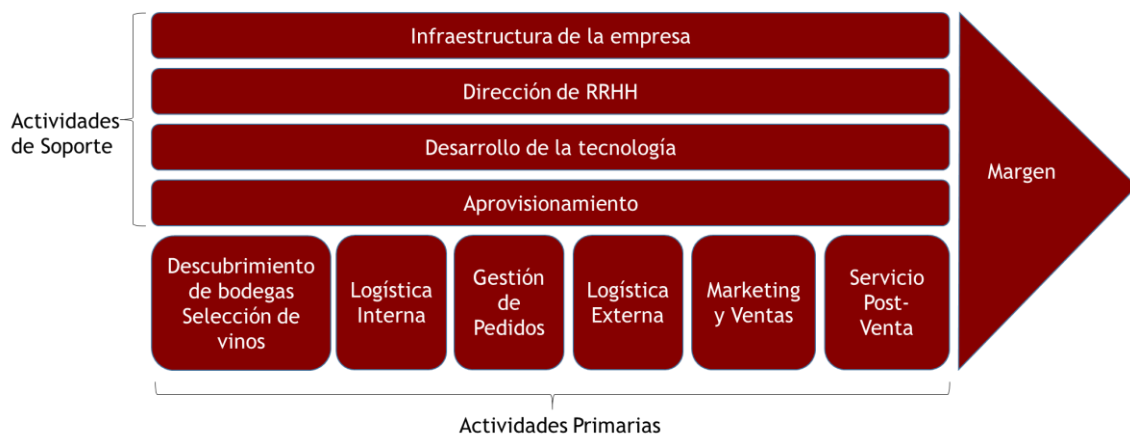 Infraestructura de la empresa
Dirección de RRHH
Actividades
de Soporte
Desarrollo de la tecnología
Aprovisionamiento
Margen
Descubrimiento
de bodegas
Selección de
vinos
Logística
Interna
Gestión
de
Pedidos
Logística
Externa
Marketing
y Ventas
Servicio
Post-
Venta
Actividades Primarias